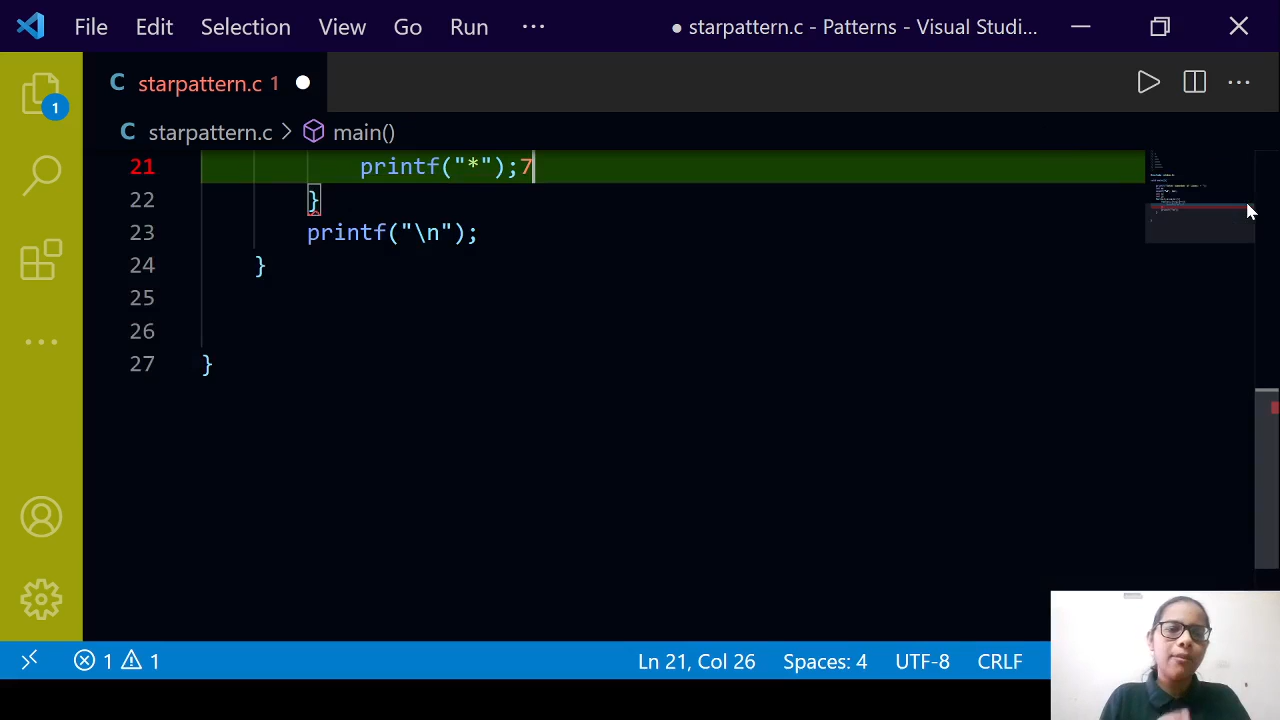 File Edit Selection View Go Run ··· ● starpattern.c - Patterns - Visual Studi...
C starpattern.c 1
C starpattern.c > main()
21 printf("*");7
22 }
23 printf("\n");
24 }
25
26
27 }
1
1 1 Ln 21, Col 26 Spaces: 4 UTF-8 CRLF